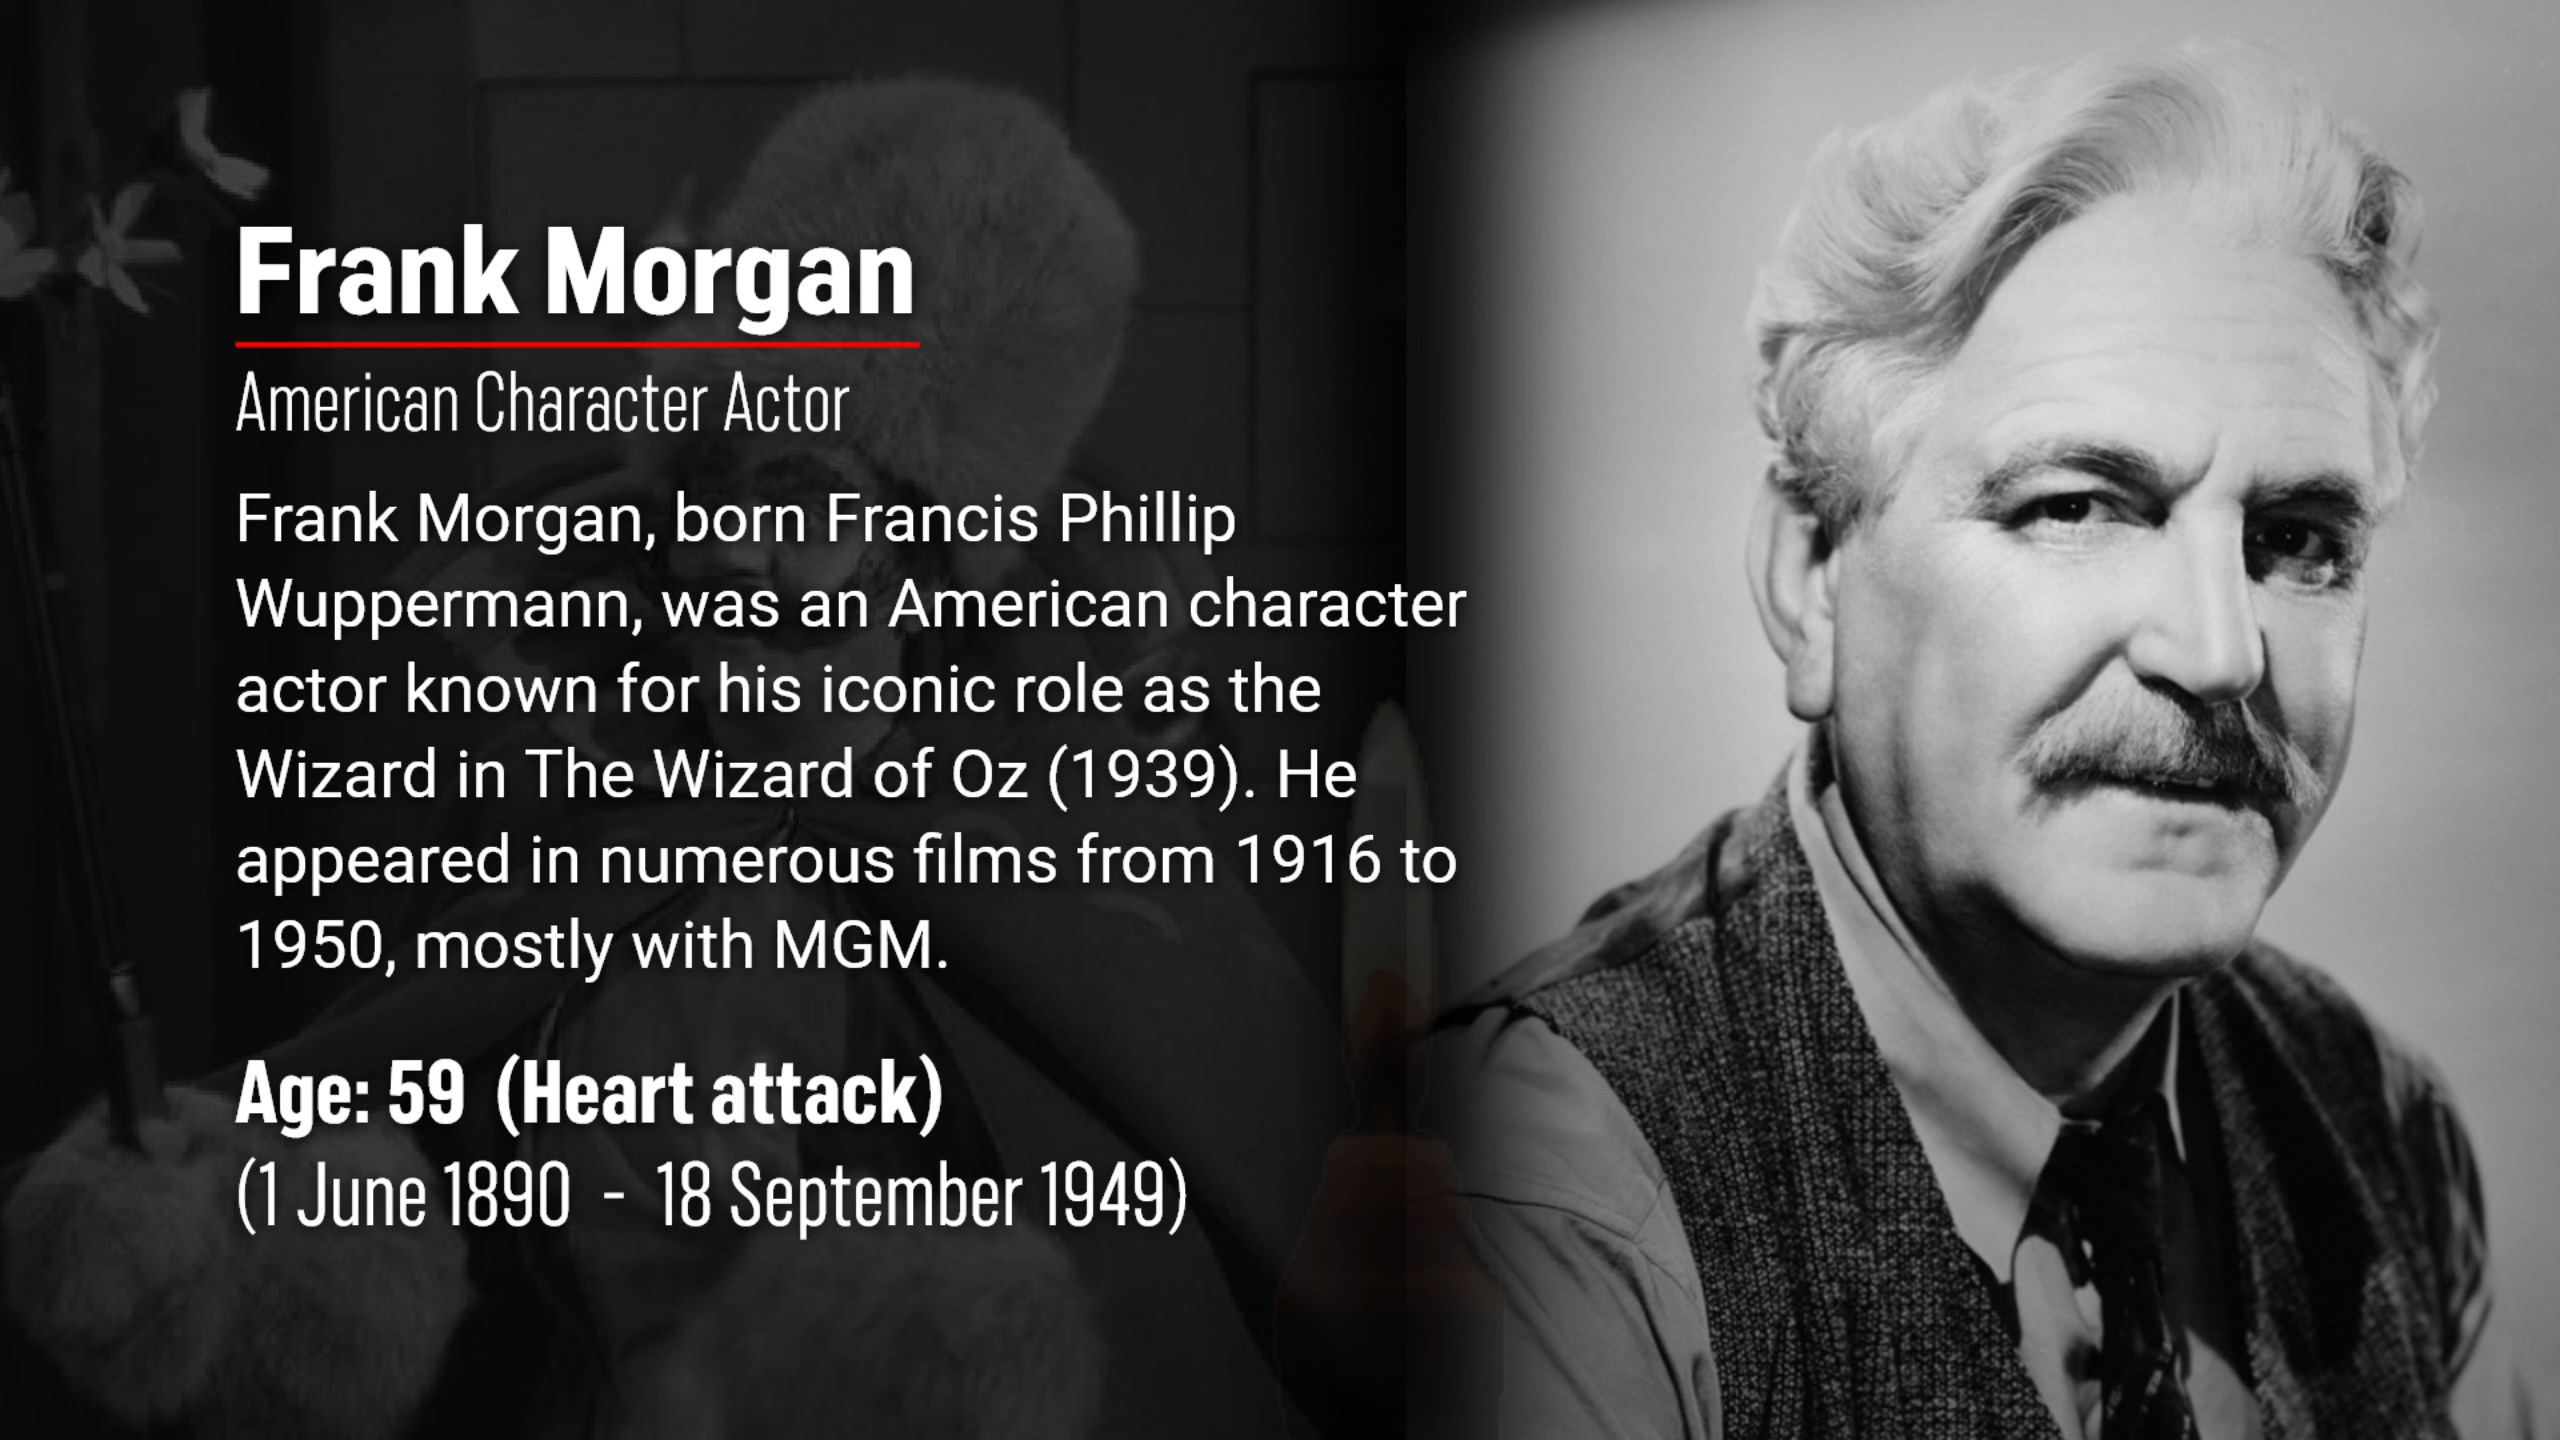 Frank Morgan
American Character Actor
Frank Morgan, born Francis Phillip
Wuppermann, was an American character
actor known for his iconic role as the
Wizard in The Wizard of Oz (1939). He
appeared in numerous films from 1916 to
1950, mostly with MGM.
Age: 59 (Heart attack)
(1 June 1890 - 18 September 1949)